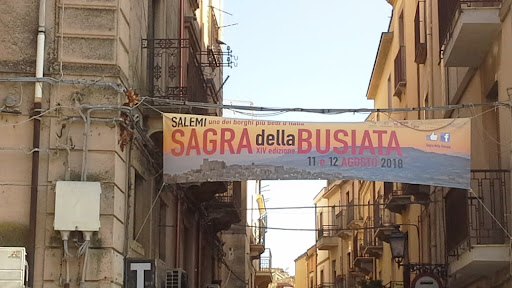 SALEMI uno dei borghi più belli d'Italia
SAGRA della BUSIATA
XIV edizione
11 e 12 AGOSTO 2018
T